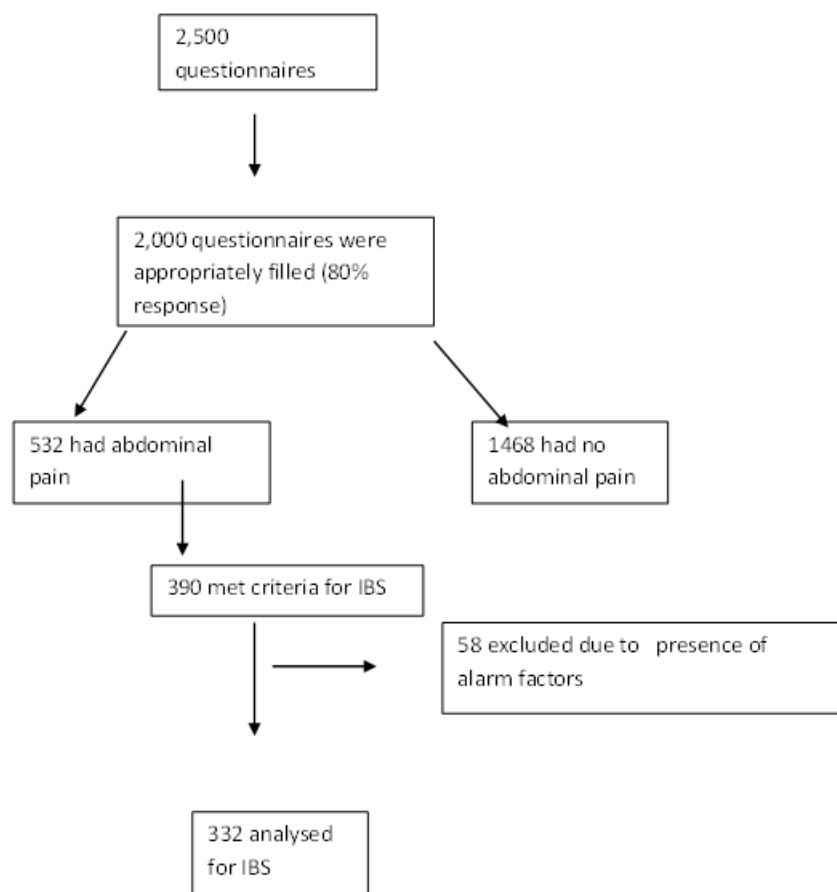 2,500
questionnaires
2,000 questionnaires were
appropriately filled (80%
response)
532 had abdominal
pain
1468 had no
abdominal pain
390 met criteria for IBS
58 excluded due to presence of
alarm factors
332 analysed
for IBS